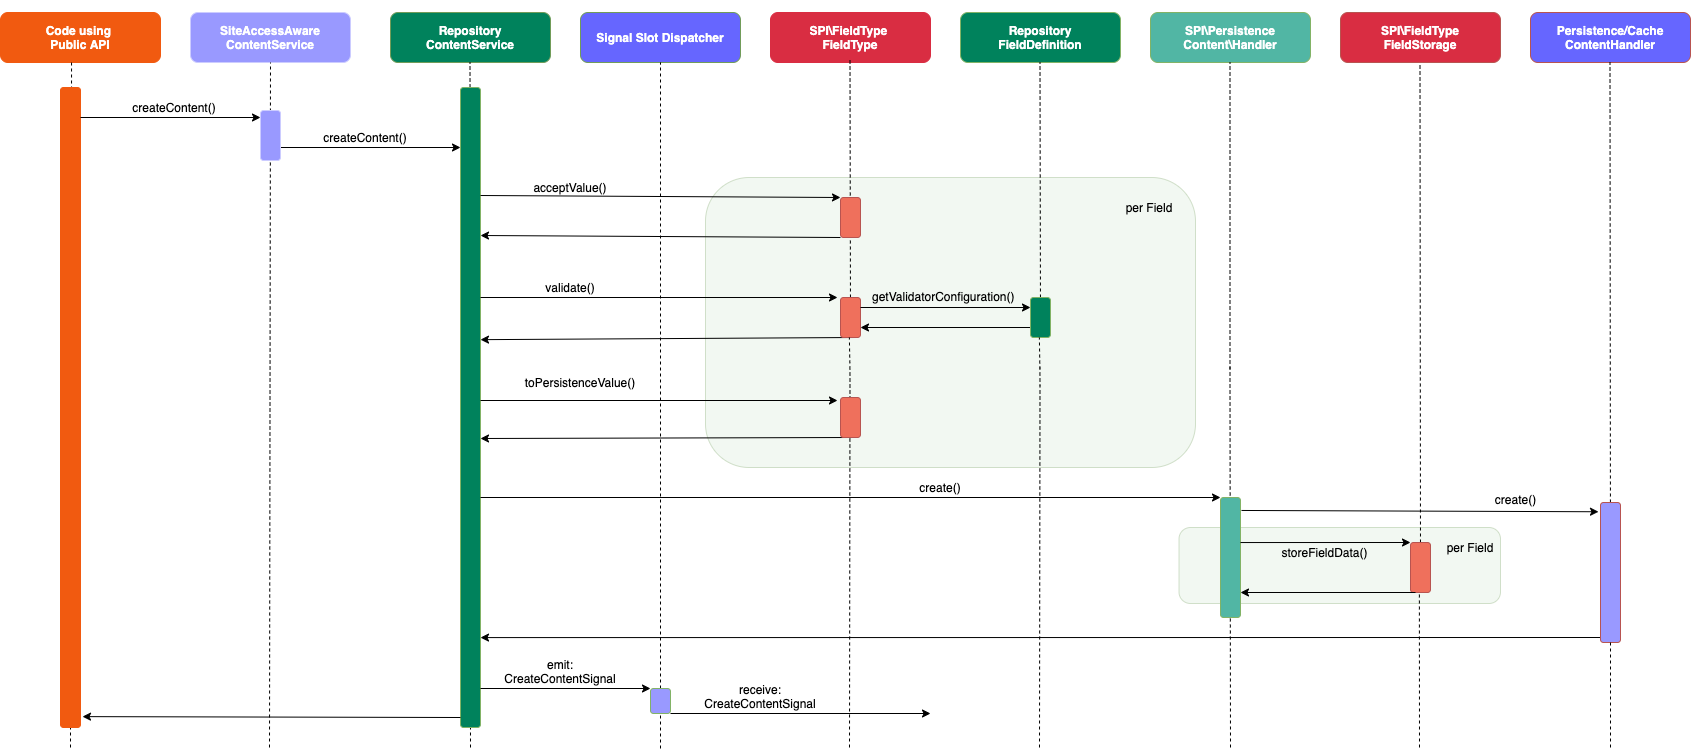 Code using
Public API
SiteAccessAware
ContentService
Repository
ContentService
Signal Slot Dispatcher
SPI\FieldType
FieldType
Repository
FieldDefinition
SPI\Persistence
Content\Handler
SPI\FieldType
FieldStorage
Persistence/Cache
ContentHandler
createContent()
createContent()
acceptValue()
per Field
validate()
getValidatorConfiguration()
toPersistenceValue()
create()
create()
storeFieldData()
per Field
emit:
CreateContentSignal
receive:
CreateContentSignal